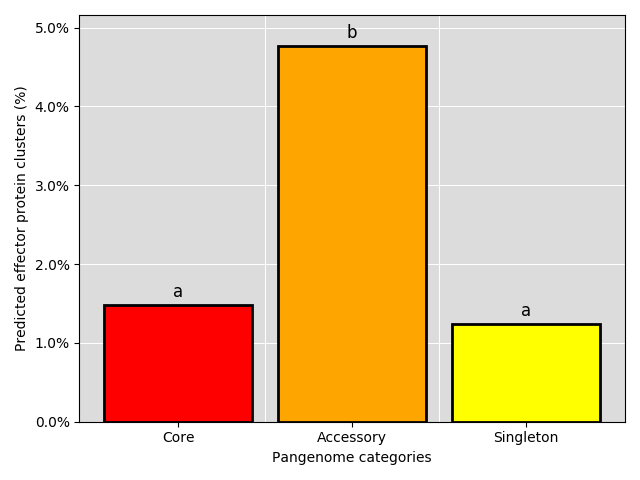 5.0%
4.0%
3.0%
2.0%
1.0%
0.0%
Predicted effector protein clusters (%)
a
b
a
Core
Accessory
Singleton
Pangenome categories